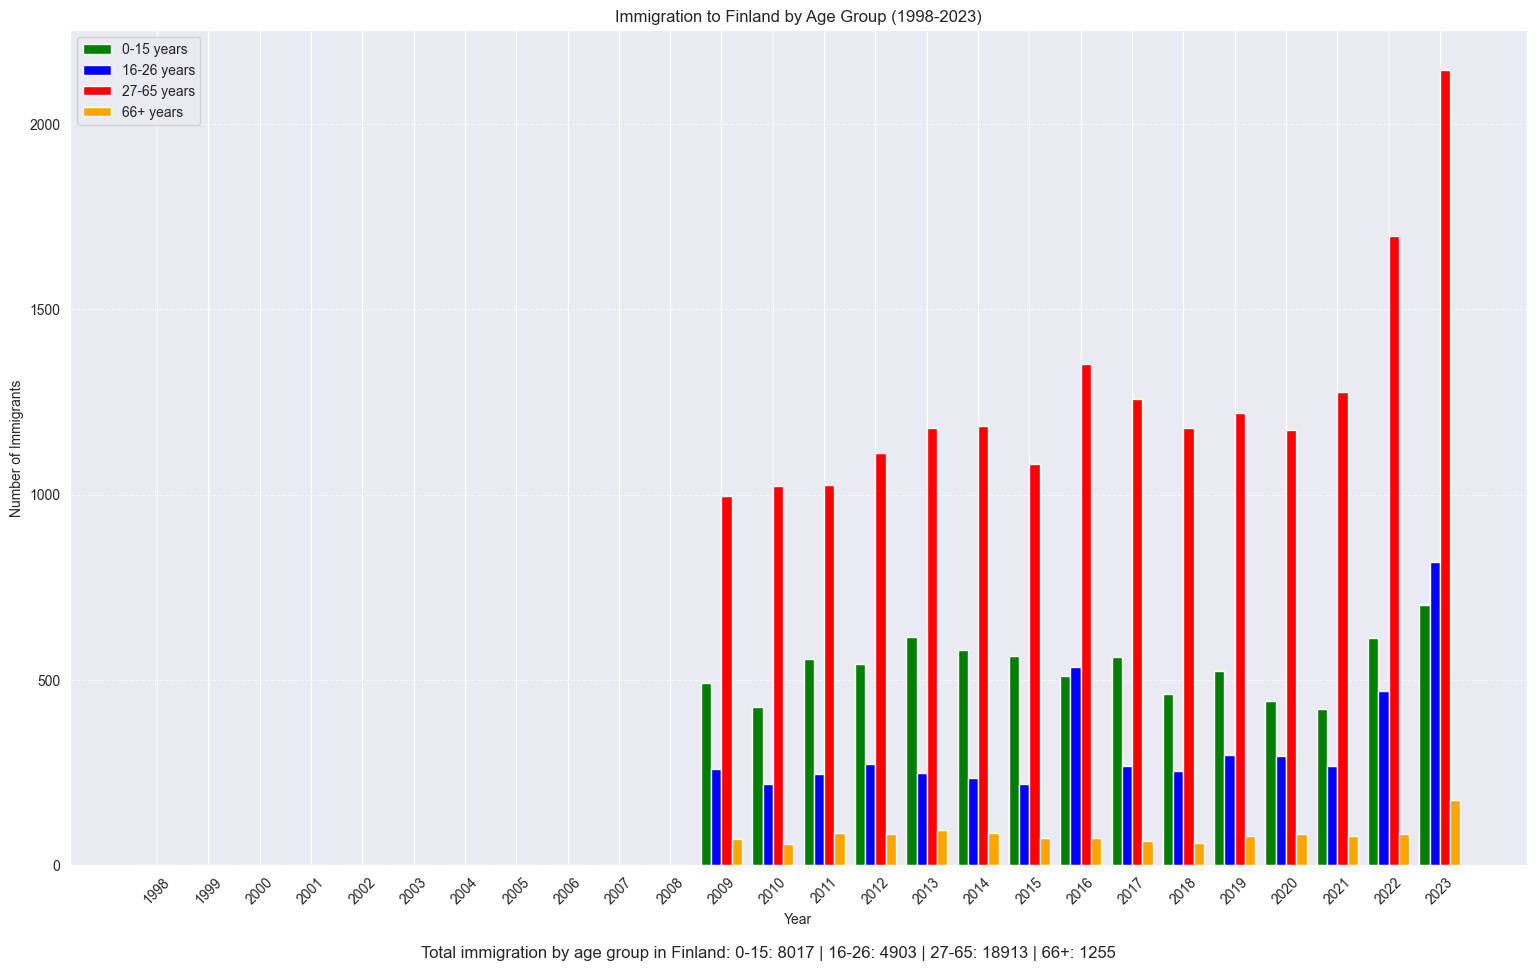 Immigration to Finland by Age Group (1998-2023)
0-15 years
16-26 years
27-65 years
66+ years
Number of Immigrants
2000
1500
1000
500
0
1998 1999 2000 2001 2002 2003 2004 2005 2006 2007 2008 2009 2010 2011 2012 2013 2014 2015 2016 2017 2018 2019 2020 2021 2022 2023
Year
Total immigration by age group in Finland: 0-15: 8017 | 16-26: 4903 | 27-65: 18913 | 66+: 1255